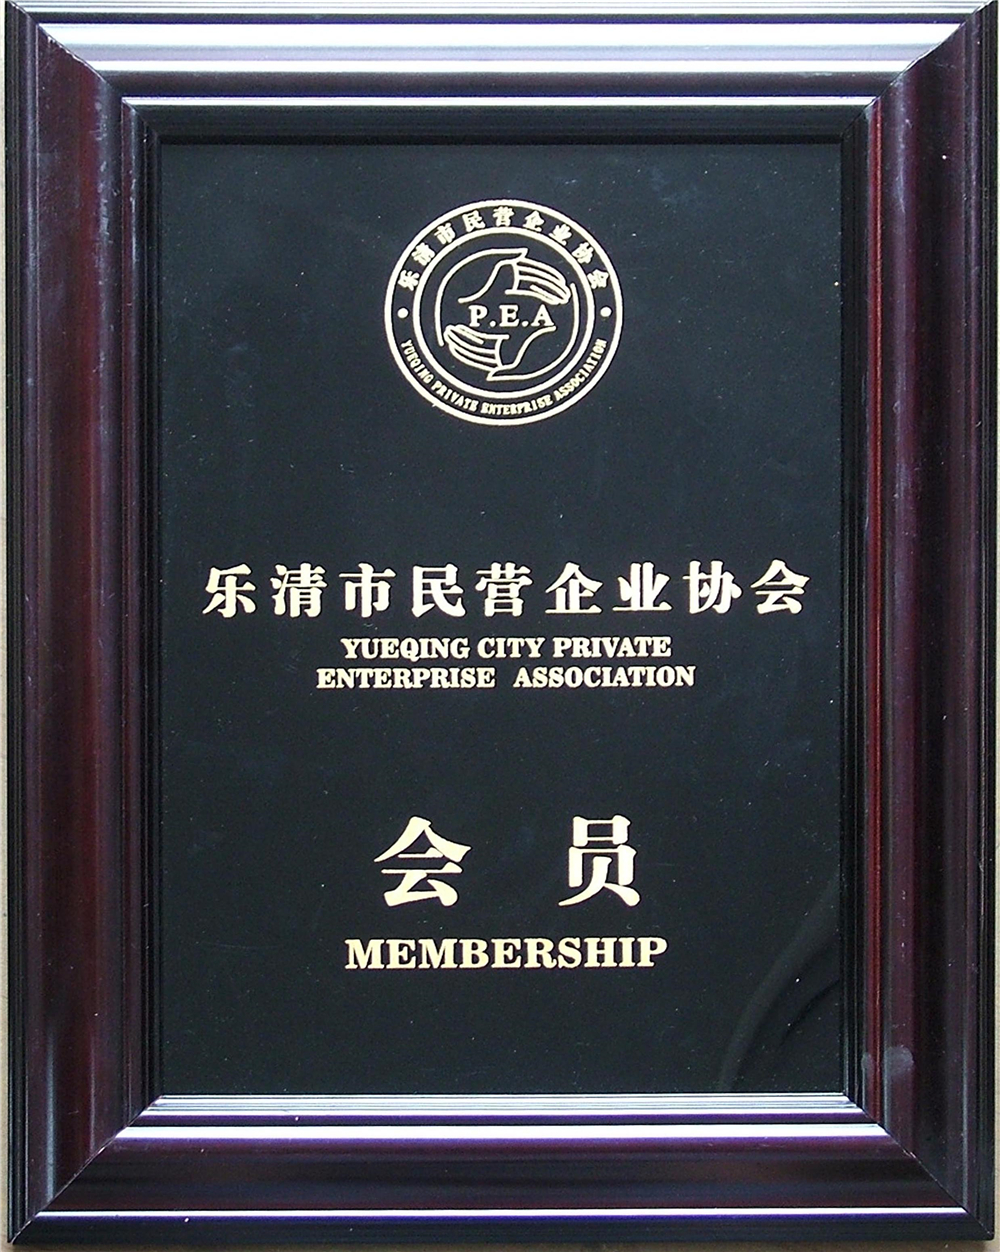 乐清市民营企业协会
P.E.A
YUEQING PRIVATE ENTERPRISE ASSOCIATION
乐清市民营企业协会
YUEQING CITY PRIVATE
ENTERPRISE ASSOCIATION
会员
MEMBERSHIP